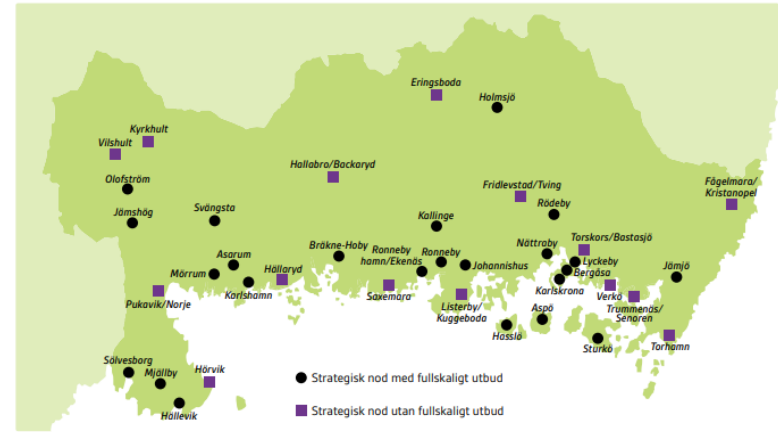 Eringsboda
Holmsjö
Kyrkhult
Vilshult
Hallabro/Backaryd
Olofström
Fridlevstad/Tving
Fågelmara/
Kristanopel
Jämshög
Svängsta
Kallinge
Rödeby
Torskors/Bastasjö
Bräkne-Hoby
Ronneby
hamn/Ekenäs
Ronneby
Nättraby
Lyckeby
Asarum
Johannishus
Bergåsa
Jämjö
Mörrum
Hällaryd
Karlshamn
Karlskrona
Pukavik/Norje
Saxemara
Listerby/
Kuggeboda
Verkö
Aspö
Trummenäs/
Senoren
Hasslö
Sturkö
Torhamn
Sölvesborg
Mjällby
Hörvik
Hällevik
Strategisk nod med fullskaligt utbud
Strategisk nod utan fullskaligt utbud